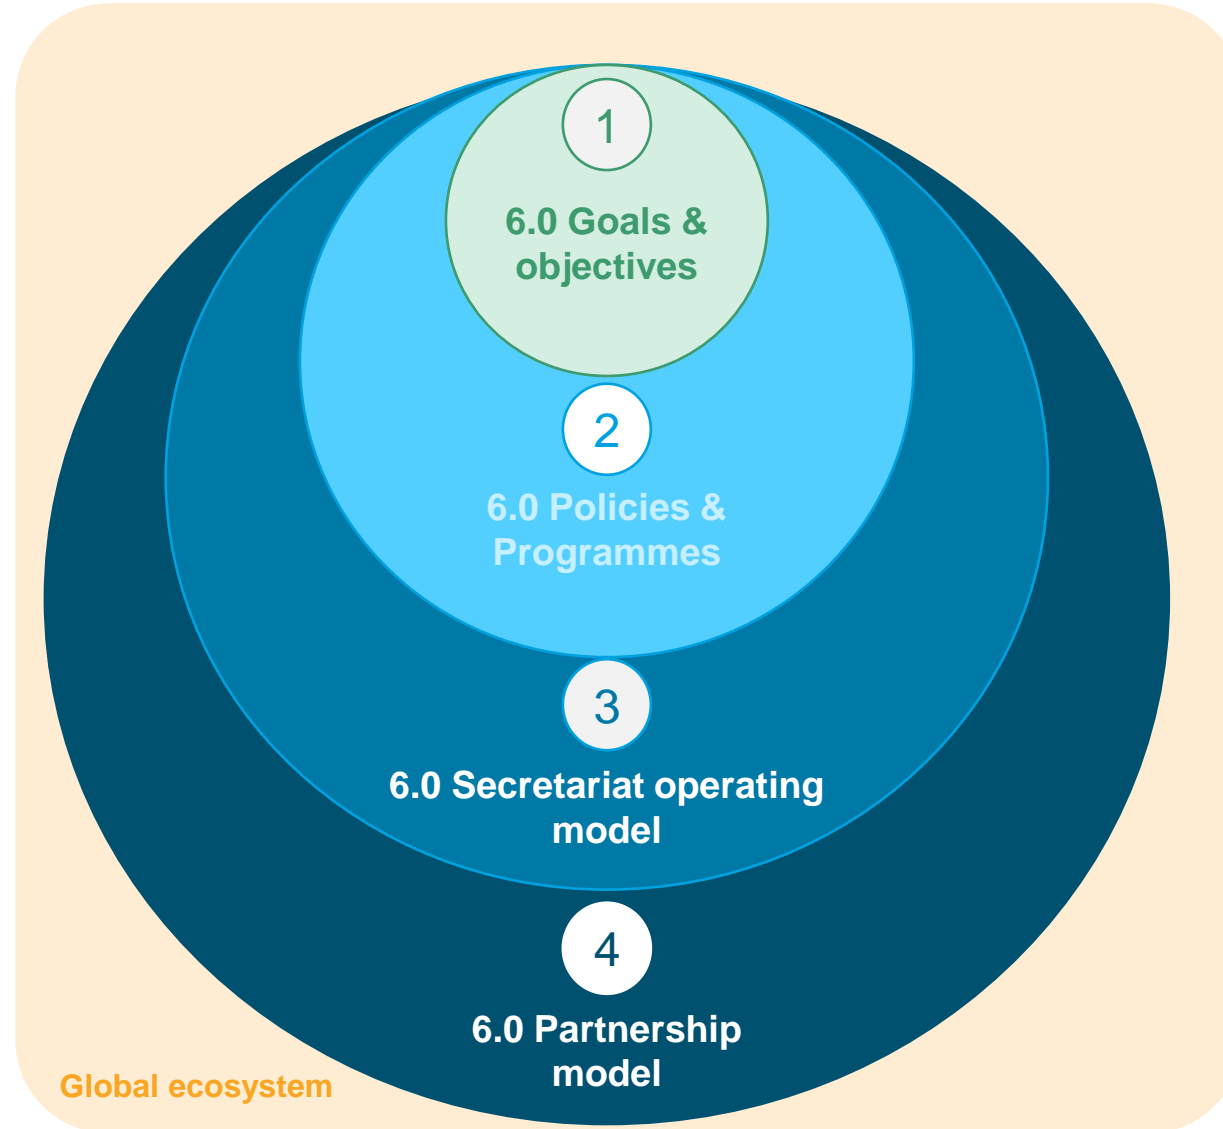 1
6.0 Goals &
objectives
2
6.0 Policies &
Programmes
3
6.0 Secretariat operating
model
4
6.0 Partnership
model
Global ecosystem